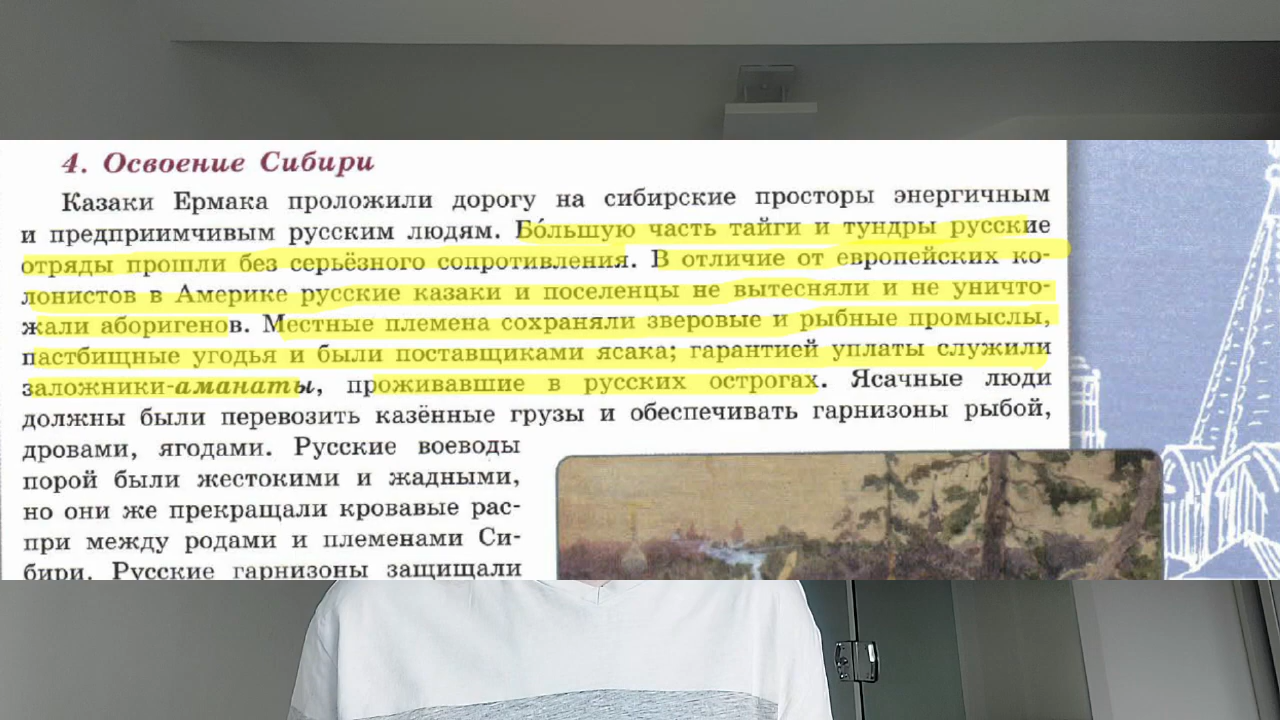 4. Освоение Сибири
Казаки Ермака проложили дорогу на сибирские просторы энергичным
и предприимчивым русским людям. Бо́льшую часть тайги и тундры русские
отряды прошли без серьёзного сопротивления. В отличие от европейских ко-
лонистов в Америке русские казаки и поселенцы не вытесняли и не уничто-
жали аборигенов. Местные племена сохраняли зверовые и рыбные промыслы,
пастбищные угодья и были поставщиками ясака; гарантией уплаты служили
заложники-аманаты, проживавшие в русских острогах. Ясачные люди
должны были перевозить казённые грузы и обеспечивать гарнизоны рыбой,
дровами, ягодами. Русские воеводы
порой были жестокими и жадными,
но они же прекращали кровавые рас-
при между родами и племенами Си-
бири. Русские гарнизоны защищали